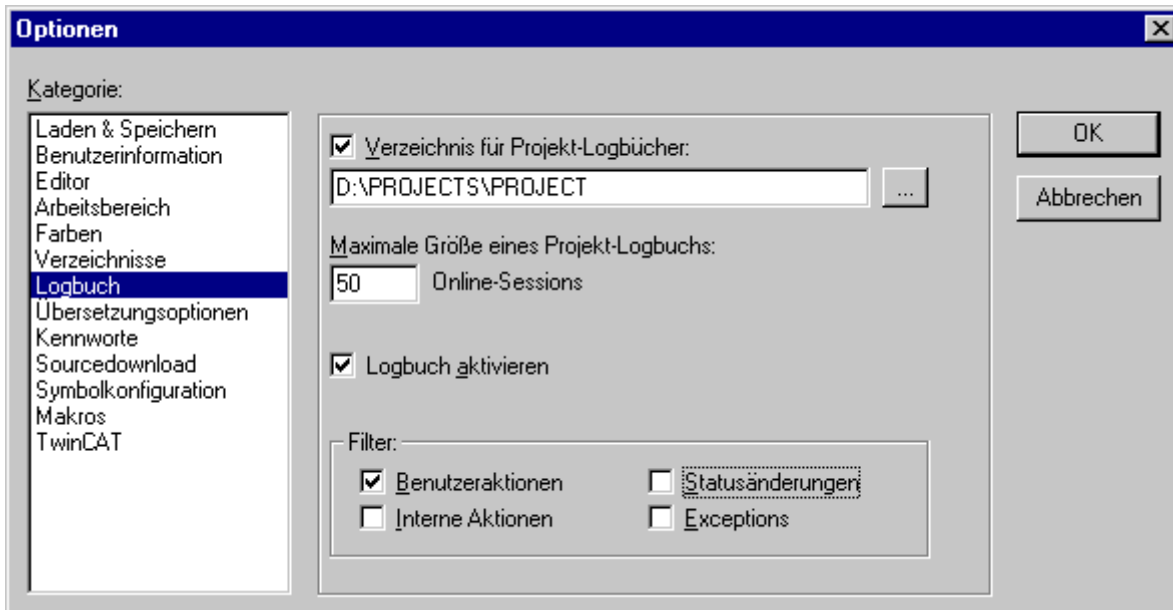 Optionen
Kategorie:
Laden & Speichern
Benutzerinformation
Editor
Arbeitsbereich
Farben
Verzeichnisse
Logbuch
Übersetzungsoptionen
Kennworte
Sourcedownload
Symbolkonfiguration
Makros
TwinCAT
Verzeichnis für Projekt-Logbücher:
D:\PROJECTS\PROJECT
...
Maximale Größe eines Projekt-Logbuchs:
50 Online-Sessions
Logbuch aktivieren
Filter:
Benutzeraktionen Statusänderungen
Interne Aktionen Exceptions
OK
Abbrechen